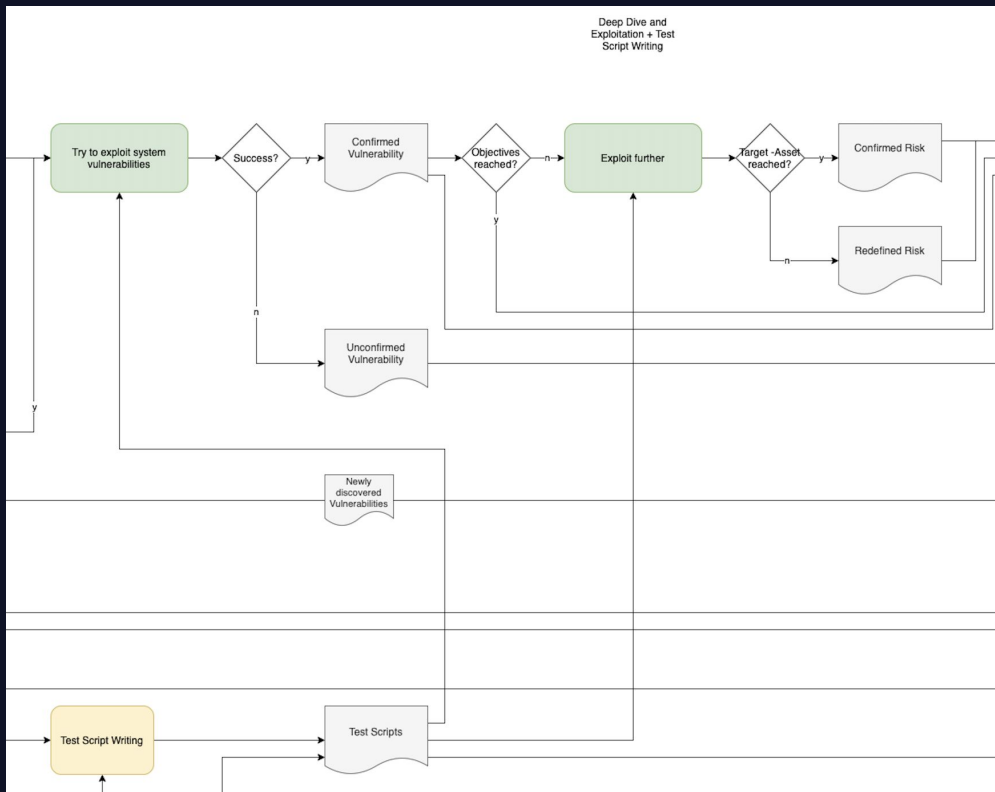 Deep Dive and
Exploitation + Test
Script Writing
Try to exploit system
vulnerabilities
Success?
y
Confirmed
Vulnerability
Objectives
reached?
n
Exploit further
Target -Asset
reached?
y
Confirmed Risk
y
n
Redefined Risk
n
Unconfirmed
Vulnerability
y
Newly
discovered
Vulnerabilities
Test Script Writing
Test Scripts